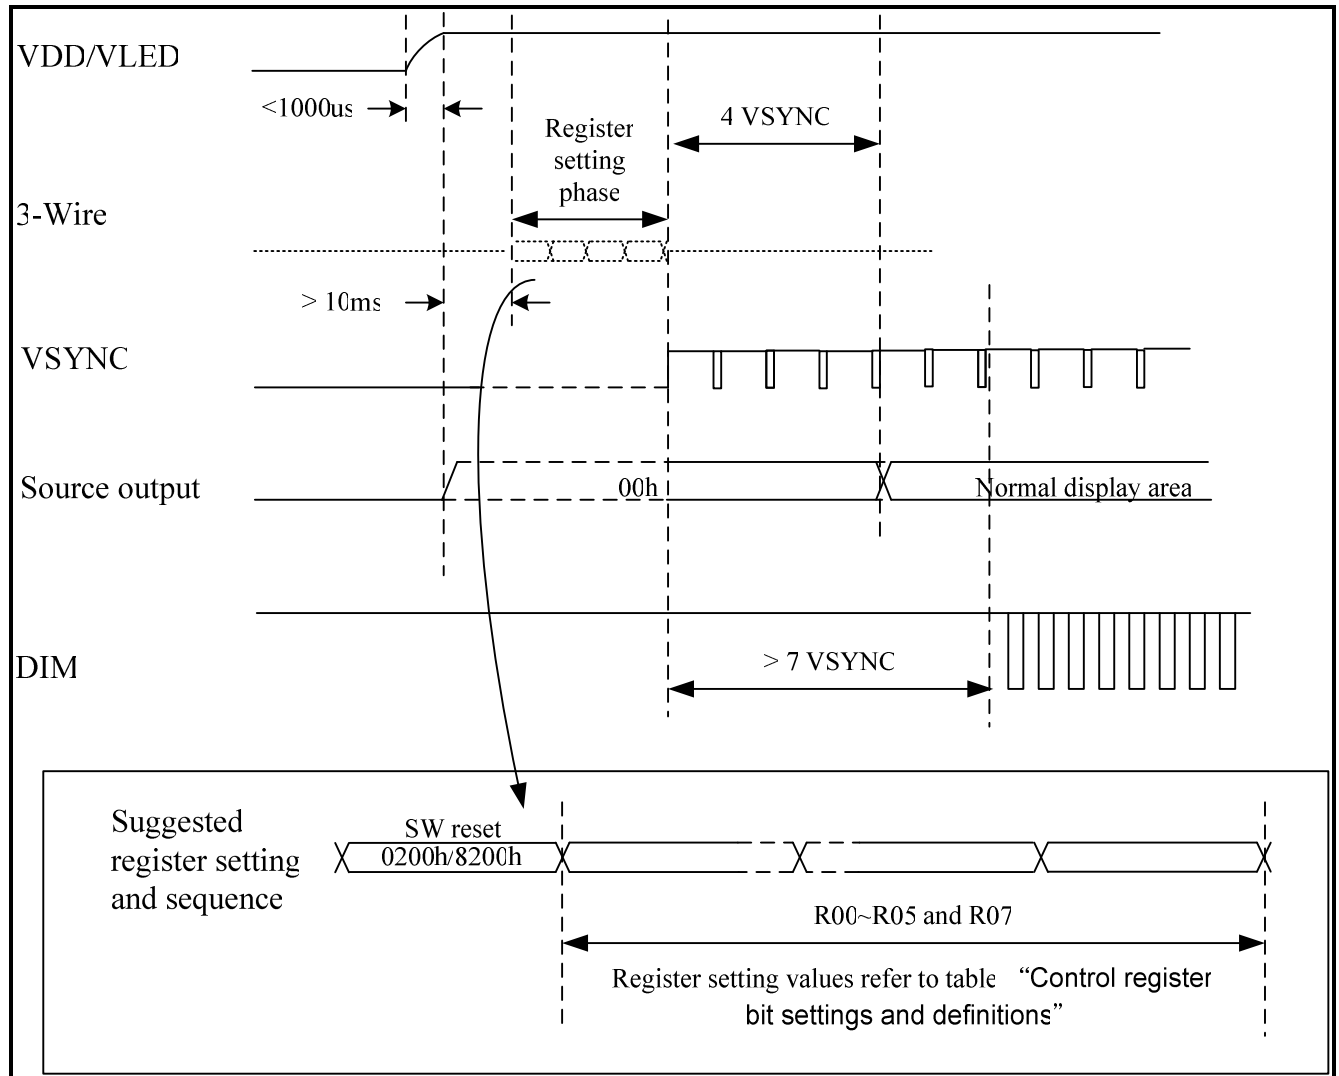 VDD/VLED
<1000us
4 VSYNC
Register
setting
phase
3-Wire
> 10ms
VSYNC
Source output
00h
Normal display area
DIM
> 7 VSYNC
Suggested
register setting
and sequence
SW reset
0200h/8200h
R00~R05 and R07
Register setting values refer to table “Control register
bit settings and definitions”